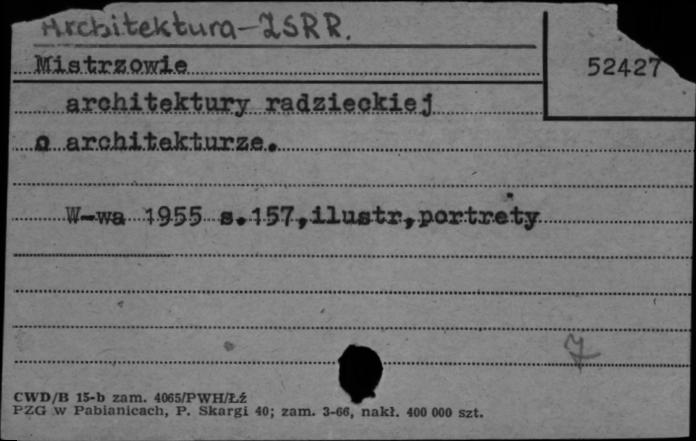 Architektura-ZSRR.
Mistrzowie
52427
architektury radzieckiej
o architekturze.
W-wa 1955 s.157,ilustr,portrety
7
CWD/B 15-b zam. 4065/PWH/Łź
PZG w Pabianicach, P. Skargi 40; zam. 3-66, nakł. 400 000 szt.